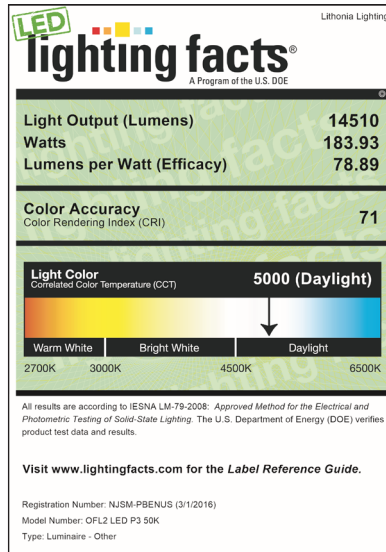 LED
Lithonia Lighting
lighting facts®
A Program of the U.S. DOE
Light Output (Lumens) 14510
Watts 183.93
Lumens per Watt (Efficacy) 78.89
Color Accuracy
Color Rendering Index (CRI) 71
Light Color
Correlated Color Temperature (CCT) 5000 (Daylight)
Warm White Bright White Daylight
2700K 3000K 4500K 6500K
All results are according to IESNA LM-79-2008: Approved Method for the Electrical and
Photometric Testing of Solid-State Lighting. The U.S. Department of Energy (DOE) verifies
product test data and results.
Visit www.lightingfacts.com for the Label Reference Guide.
Registration Number: NJSM-PBENUS (3/1/2016)
Model Number: OFL2 LED P3 50K
Type: Luminaire - Other